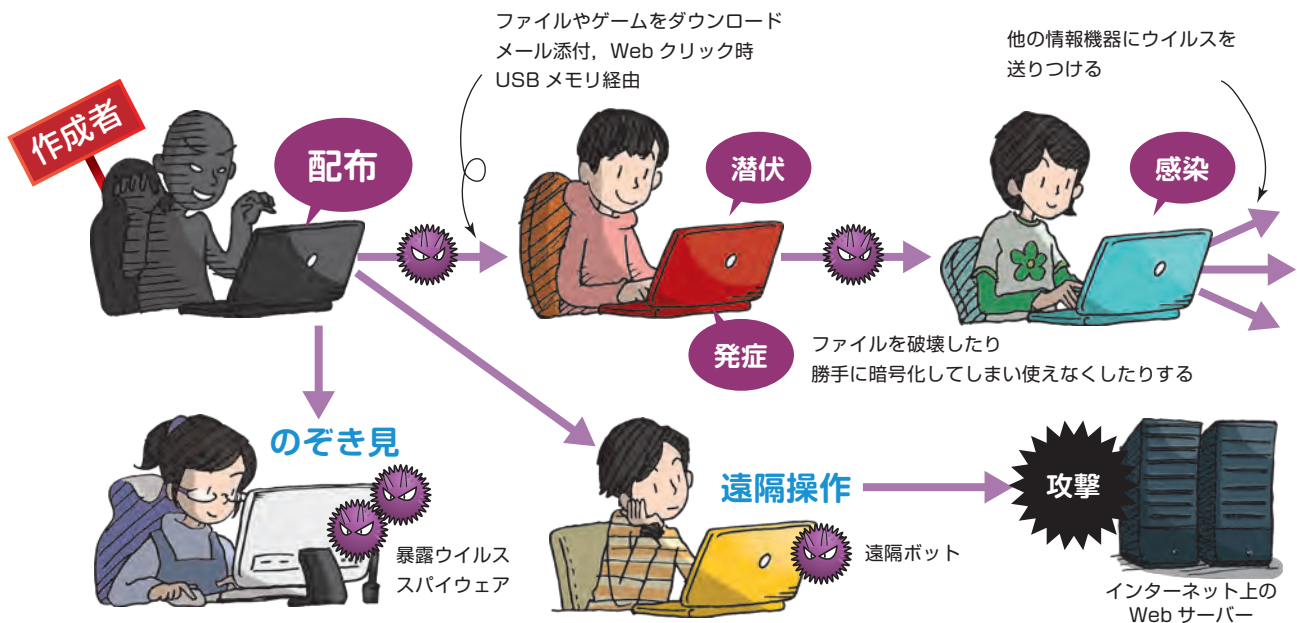 ファイルやゲームをダウンロード
メール添付，Web クリック時
USB メモリ経由
他の情報機器にウイルスを
送りつける
作成者
配布
潜伏
感染
発症
ファイルを破壊したり
勝手に暗号化してしまい使えなくしたりする
のぞき見
暴露ウイルス
スパイウェア
遠隔操作
遠隔ボット
攻撃
インターネット上の
Web サーバー